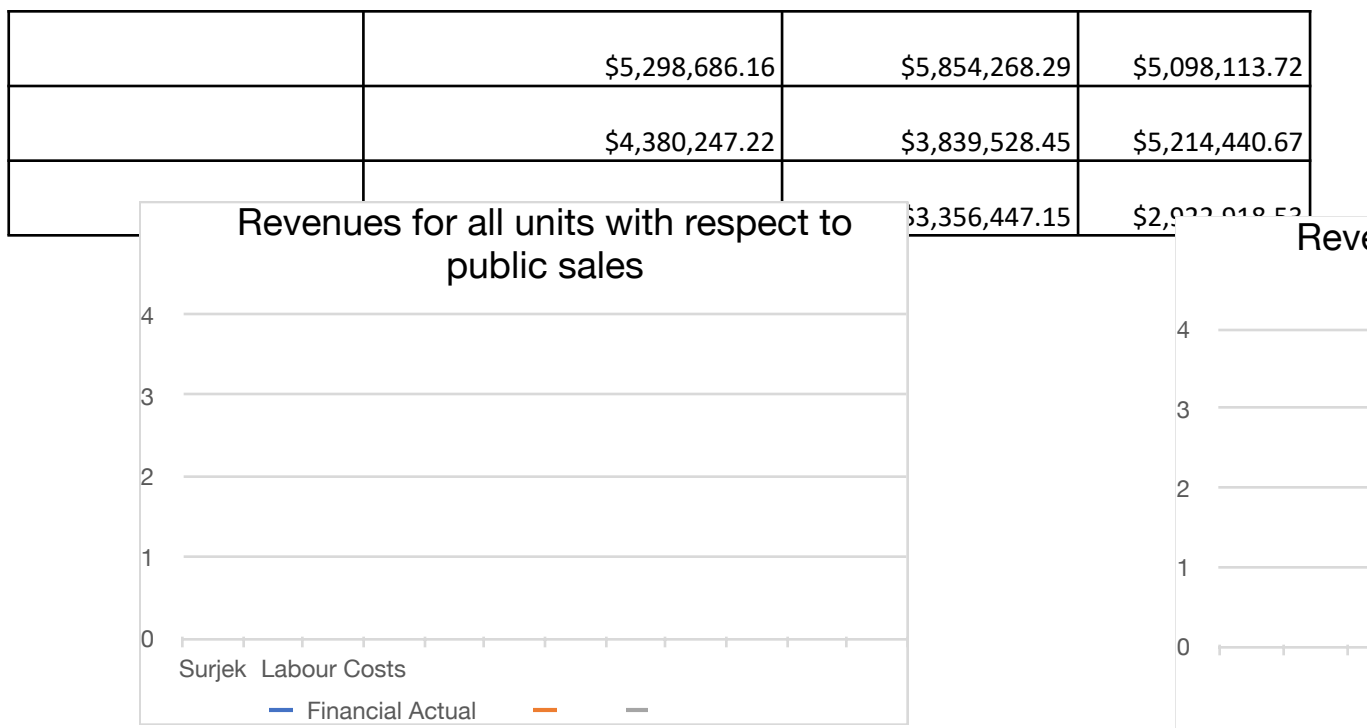 $5,298,686.16 $5,854,268.29 $5,098,113.72
$4,380,247.22 $3,839,528.45 $5,214,440.67
$3,356,447.15
Revenues for all units with respect to
public sales
4
3
2
1
0
Surjek Labour Costs
Financial Actual
4
3
2
1
0